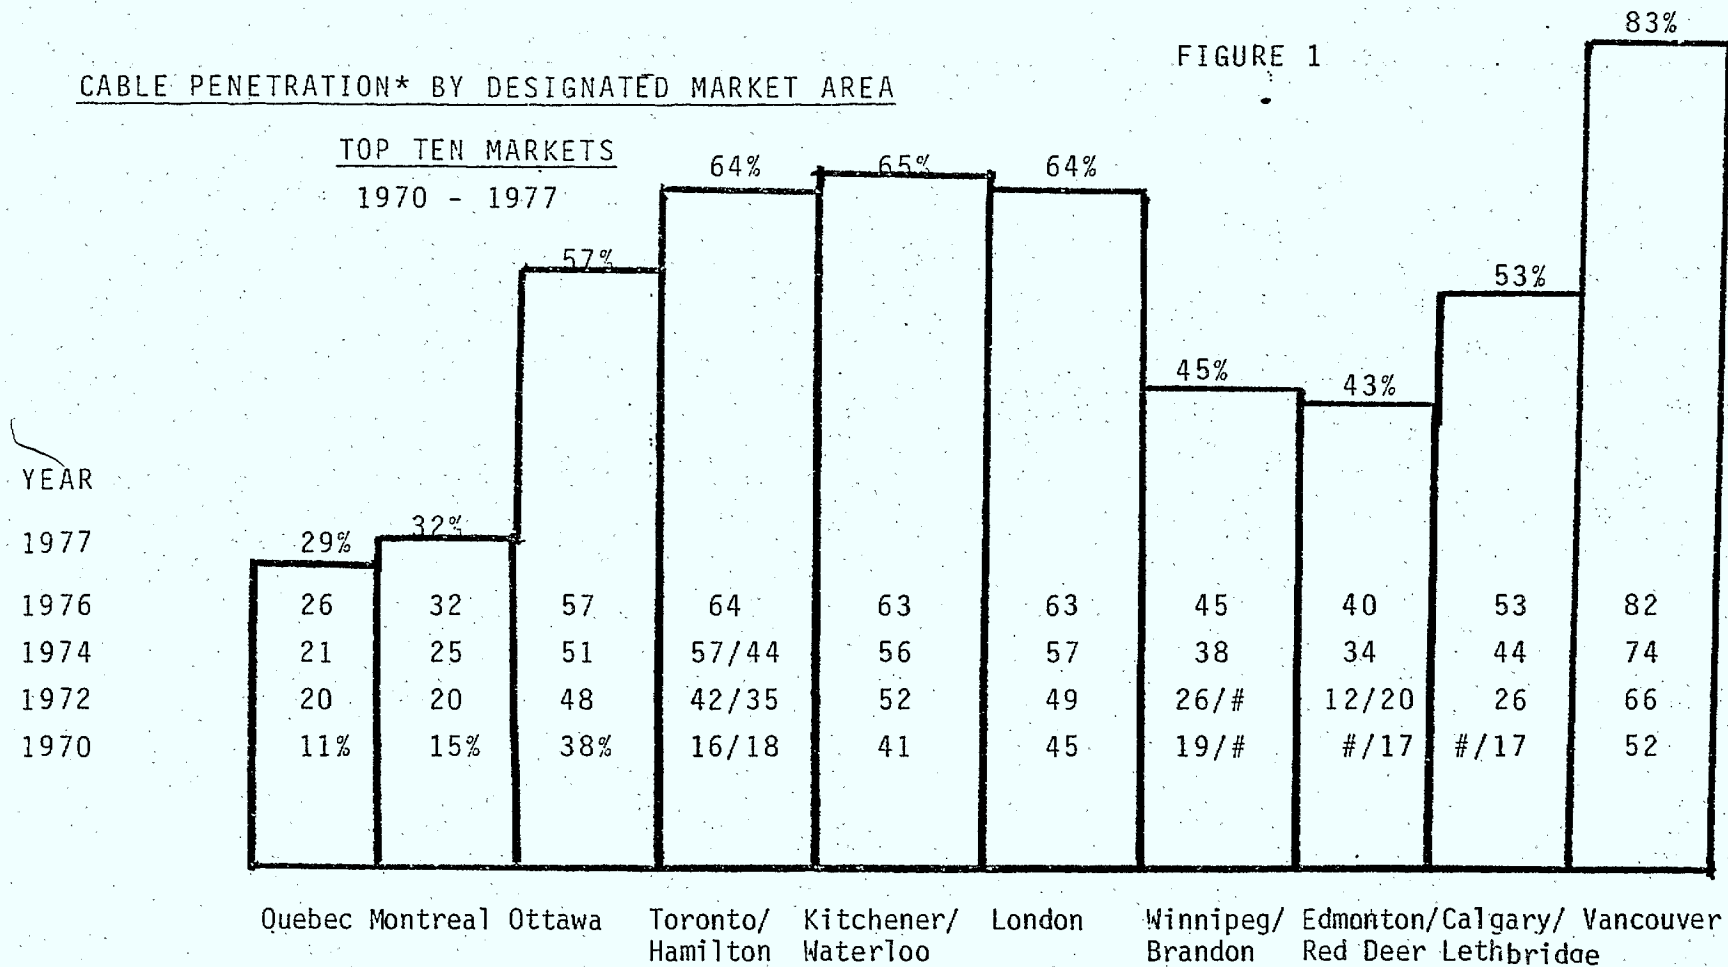 FIGURE 1
CABLE PENETRATION* BY DESIGNATED MARKET AREA
TOP TEN MARKETS
1970 - 1977
83%
64% 65% 64%
57%
53%
45% 43%
YEAR
1977 29% 32%
1976 26 32 57 64 63 63 45 40 53 82
1974 21 25 51 57/44 56 57 38 34 44 74
1972 20 20 48 42/35 52 49 26/# 12/20 26 66
1970 11% 15% 38% 16/18 41 45 19/# #/17 #/17 52
Quebec Montreal Ottawa Toronto/ Kitchener/ London Winnipeg/ Edmonton/ Calgary/ Vancouver
Hamilton Waterloo Brandon Red Deer Lethbridge